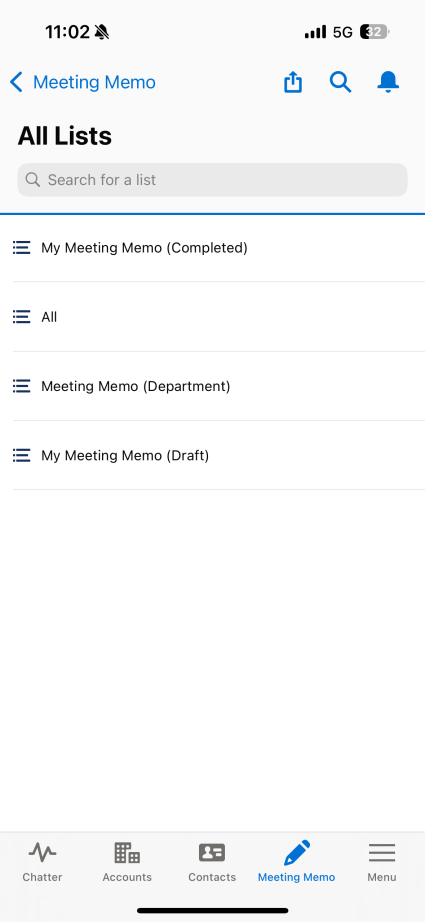 11:02 5G 32
Meeting Memo
All Lists
Search for a list
My Meeting Memo (Completed)
All
Meeting Memo (Department)
My Meeting Memo (Draft)
Chatter Accounts Contacts Meeting Memo Menu